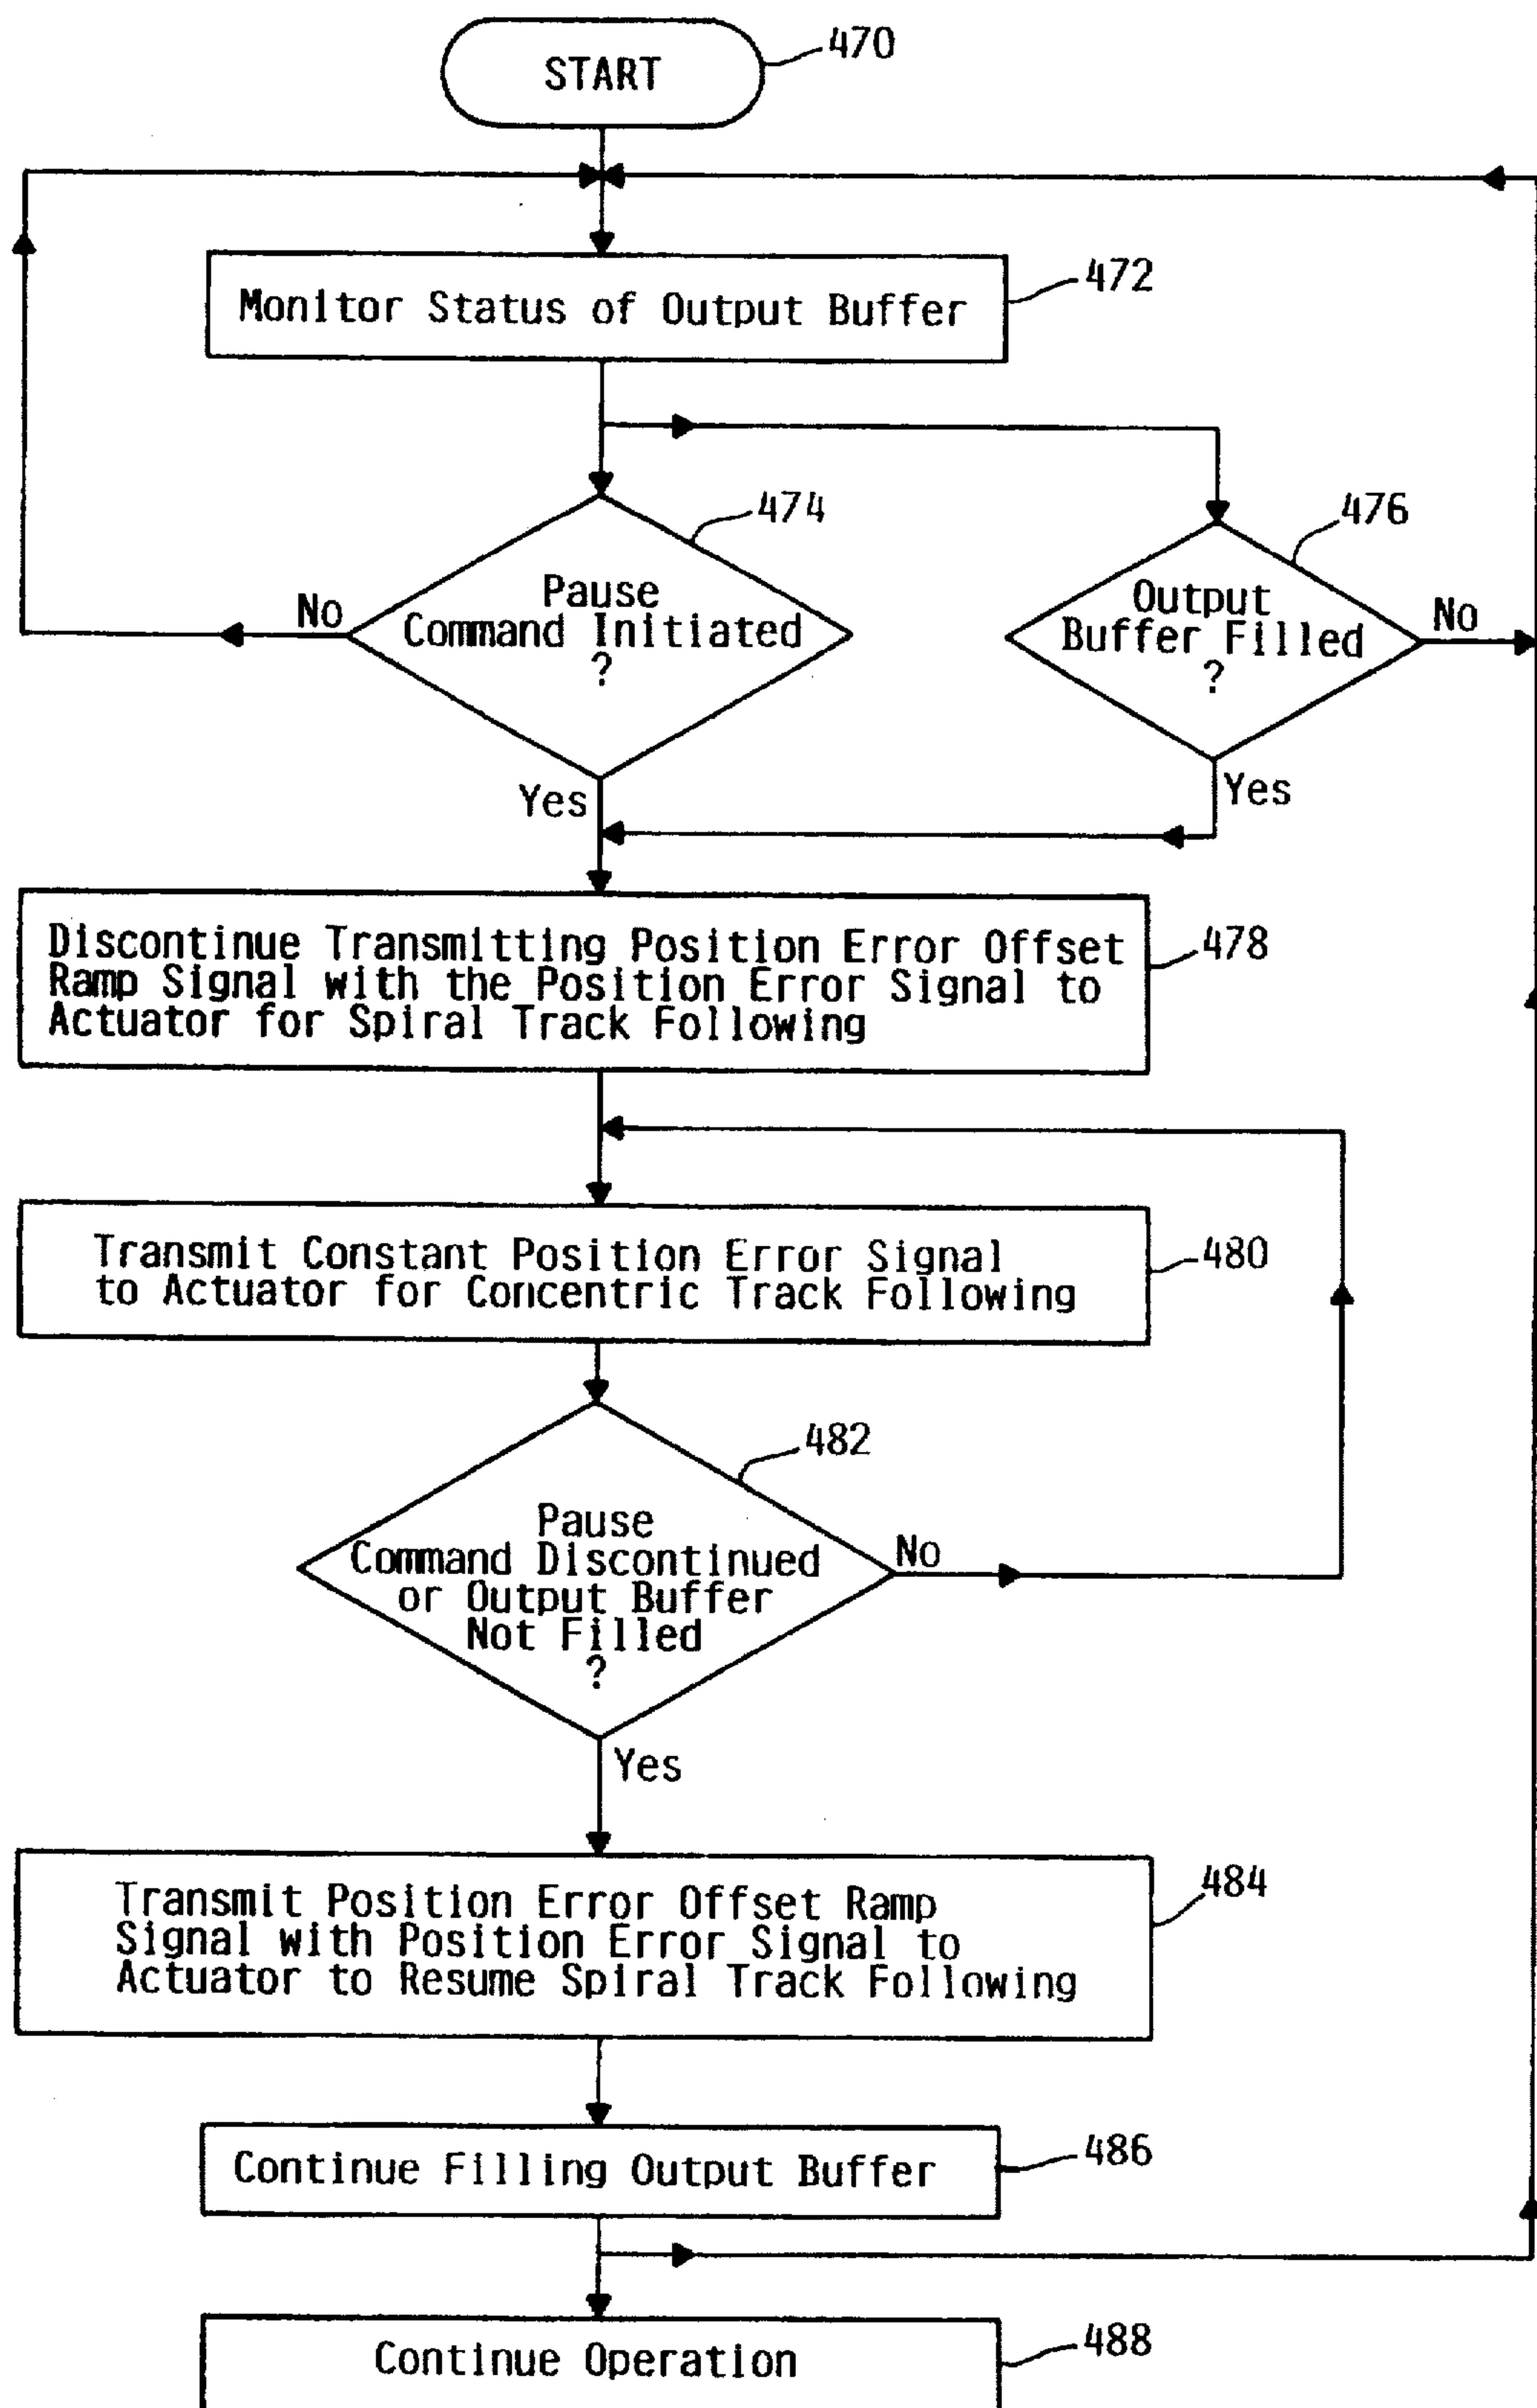 START
470
Monitor Status of Output Buffer
472
Pause
Command Initiated
?
474
No
Yes
Output
Buffer Filled
?
476
No
Yes
Discontinue Transmitting Position Error Offset
Ramp Signal with the Position Error Signal to
Actuator for Spiral Track Following
478
Transmit Constant Position Error Signal
to Actuator for Concentric Track Following
480
Pause
Command Discontinued
or Output Buffer
Not Filled
?
482
No
Yes
Transmit Position Error Offset Ramp
Signal with Position Error Signal to
Actuator to Resume Spiral Track Following
484
Continue Filling Output Buffer
486
Continue Operation
488